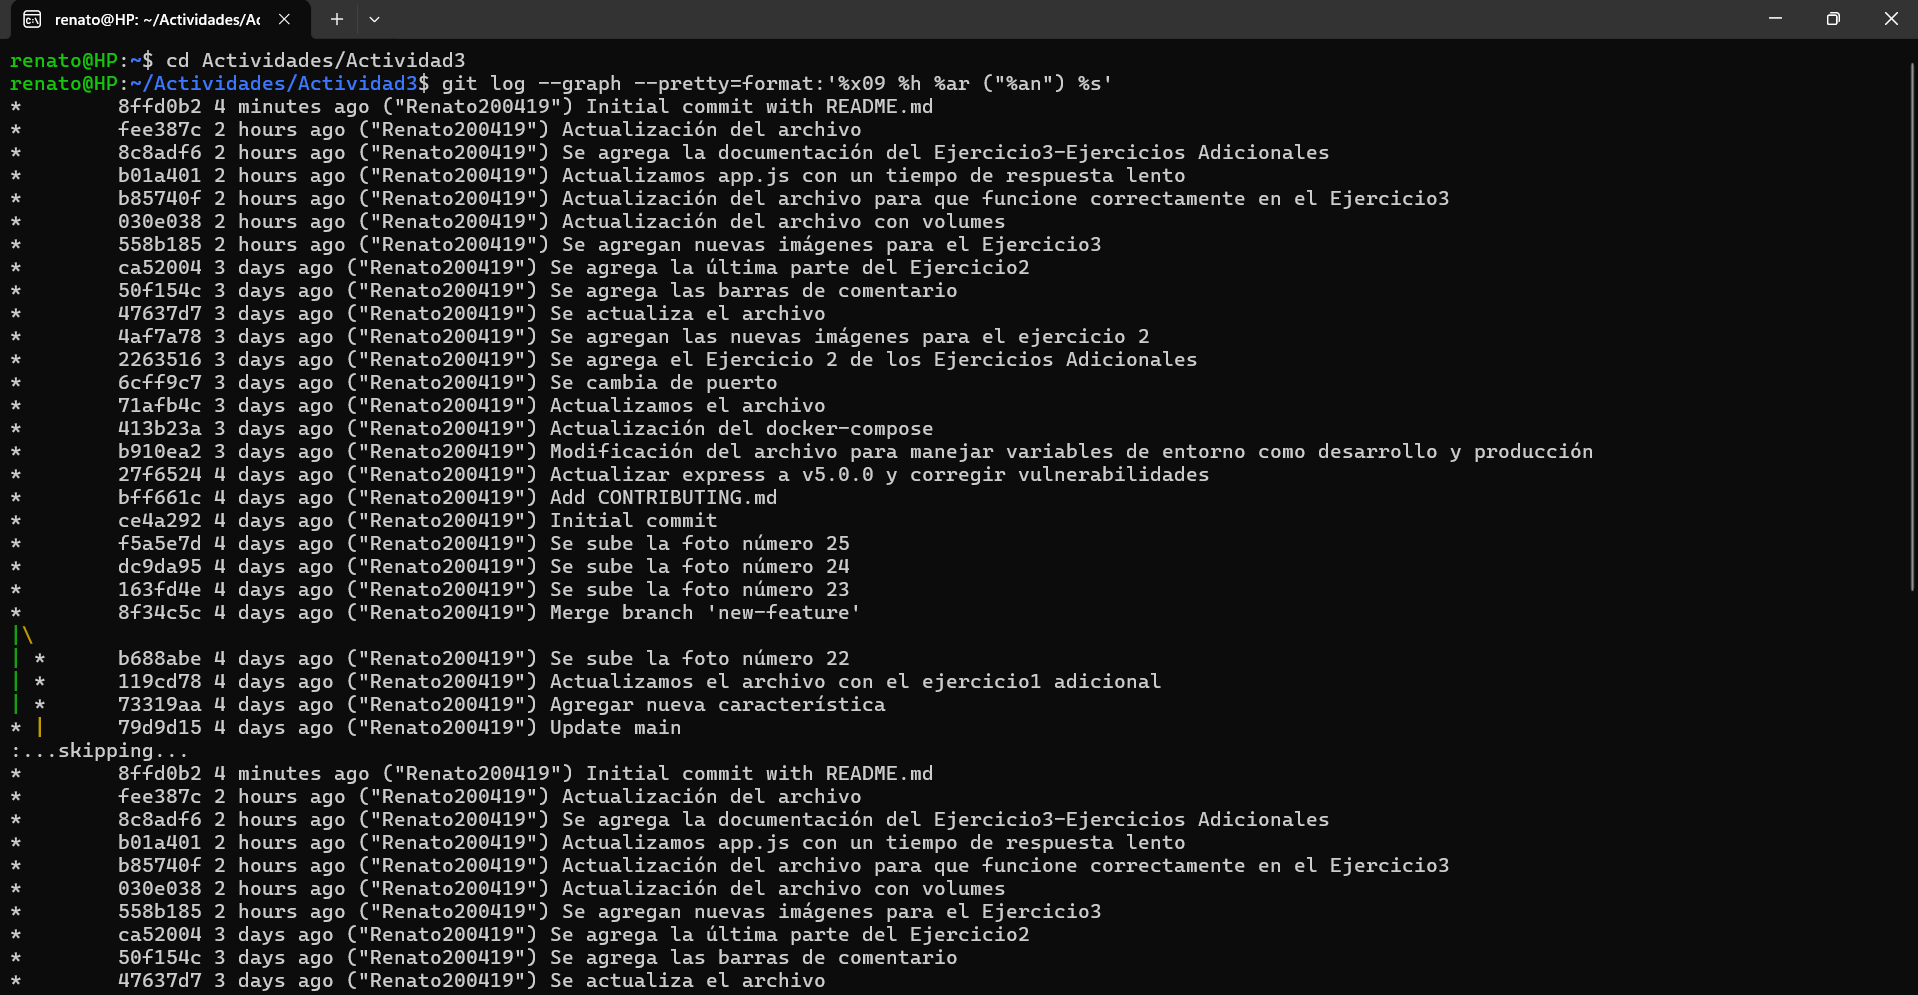 renato@HP: ~/Actividades/Ac
renato@HP:~$ cd Actividades/Actividad3
renato@HP:~/Actividades/Actividad3$ git log --graph --pretty=format:'%x09 %h %ar ("%an") %s'
*        8ffd0b2 4 minutes ago ("Renato200419") Initial commit with README.md
*        fee387c 2 hours ago ("Renato200419") Actualización del archivo
*        8c8adf6 2 hours ago ("Renato200419") Se agrega la documentación del Ejercicio3-Ejercicios Adicionales
*        b01a401 2 hours ago ("Renato200419") Actualizamos app.js con un tiempo de respuesta lento
*        b85740f 2 hours ago ("Renato200419") Actualización del archivo para que funcione correctamente en el Ejercicio3
*        030e038 2 hours ago ("Renato200419") Actualización del archivo con volumes
*        558b185 2 hours ago ("Renato200419") Se agregan nuevas imágenes para el Ejercicio3
*        ca52004 3 days ago ("Renato200419") Se agrega la última parte del Ejercicio2
*        50f154c 3 days ago ("Renato200419") Se agrega las barras de comentario
*        47637d7 3 days ago ("Renato200419") Se actualiza el archivo
*        4af7a78 3 days ago ("Renato200419") Se agregan las nuevas imágenes para el ejercicio 2
*        2263516 3 days ago ("Renato200419") Se agrega el Ejercicio 2 de los Ejercicios Adicionales
*        6cff9c7 3 days ago ("Renato200419") Se cambia de puerto
*        71afb4c 3 days ago ("Renato200419") Actualizamos el archivo
*        413b23a 3 days ago ("Renato200419") Actualización del docker-compose
*        b910ea2 3 days ago ("Renato200419") Modificación del archivo para manejar variables de entorno como desarrollo y producción
*        27f6524 4 days ago ("Renato200419") Actualizar express a v5.0.0 y corregir vulnerabilidades
*        bff661c 4 days ago ("Renato200419") Add CONTRIBUTING.md
*        ce4a292 4 days ago ("Renato200419") Initial commit
*        f5a5e7d 4 days ago ("Renato200419") Se sube la foto número 25
*        dc9da95 4 days ago ("Renato200419") Se sube la foto número 24
*        163fd4e 4 days ago ("Renato200419") Se sube la foto número 23
*        8f34c5c 4 days ago ("Renato200419") Merge branch 'new-feature'
|\
| *      b688abe 4 days ago ("Renato200419") Se sube la foto número 22
| *      119cd78 4 days ago ("Renato200419") Actualizamos el archivo con el ejercicio1 adicional
| *      73319aa 4 days ago ("Renato200419") Agregar nueva característica
* |      79d9d15 4 days ago ("Renato200419") Update main
:...skipping...
*        8ffd0b2 4 minutes ago ("Renato200419") Initial commit with README.md
*        fee387c 2 hours ago ("Renato200419") Actualización del archivo
*        8c8adf6 2 hours ago ("Renato200419") Se agrega la documentación del Ejercicio3-Ejercicios Adicionales
*        b01a401 2 hours ago ("Renato200419") Actualizamos app.js con un tiempo de respuesta lento
*        b85740f 2 hours ago ("Renato200419") Actualización del archivo para que funcione correctamente en el Ejercicio3
*        030e038 2 hours ago ("Renato200419") Actualización del archivo con volumes
*        558b185 2 hours ago ("Renato200419") Se agregan nuevas imágenes para el Ejercicio3
*        ca52004 3 days ago ("Renato200419") Se agrega la última parte del Ejercicio2
*        50f154c 3 days ago ("Renato200419") Se agrega las barras de comentario
*        47637d7 3 days ago ("Renato200419") Se actualiza el archivo